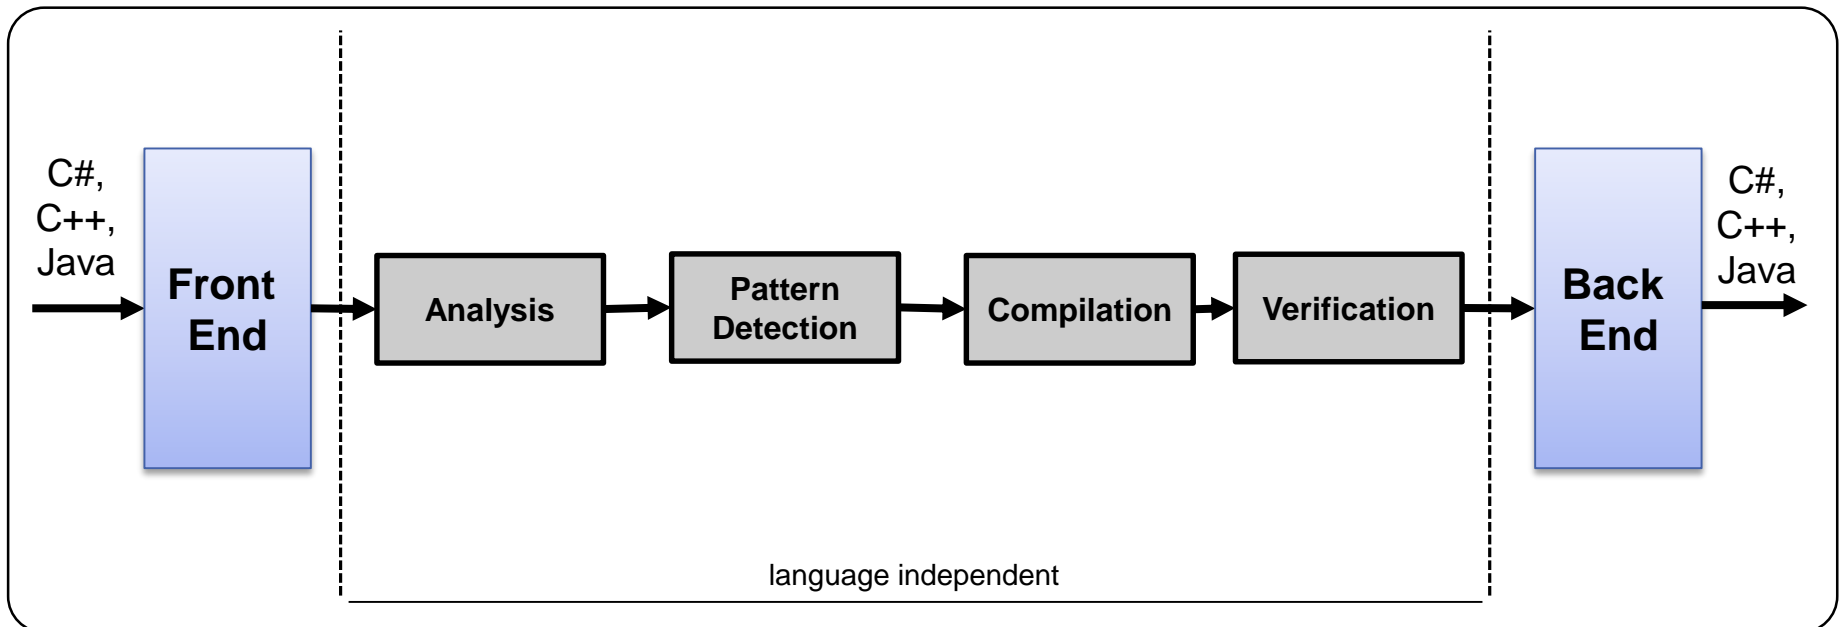 C#,
C++,
Java
Front
End
Analysis
Pattern
Detection
Compilation
Verification
Back
End
C#,
C++,
Java
language independent